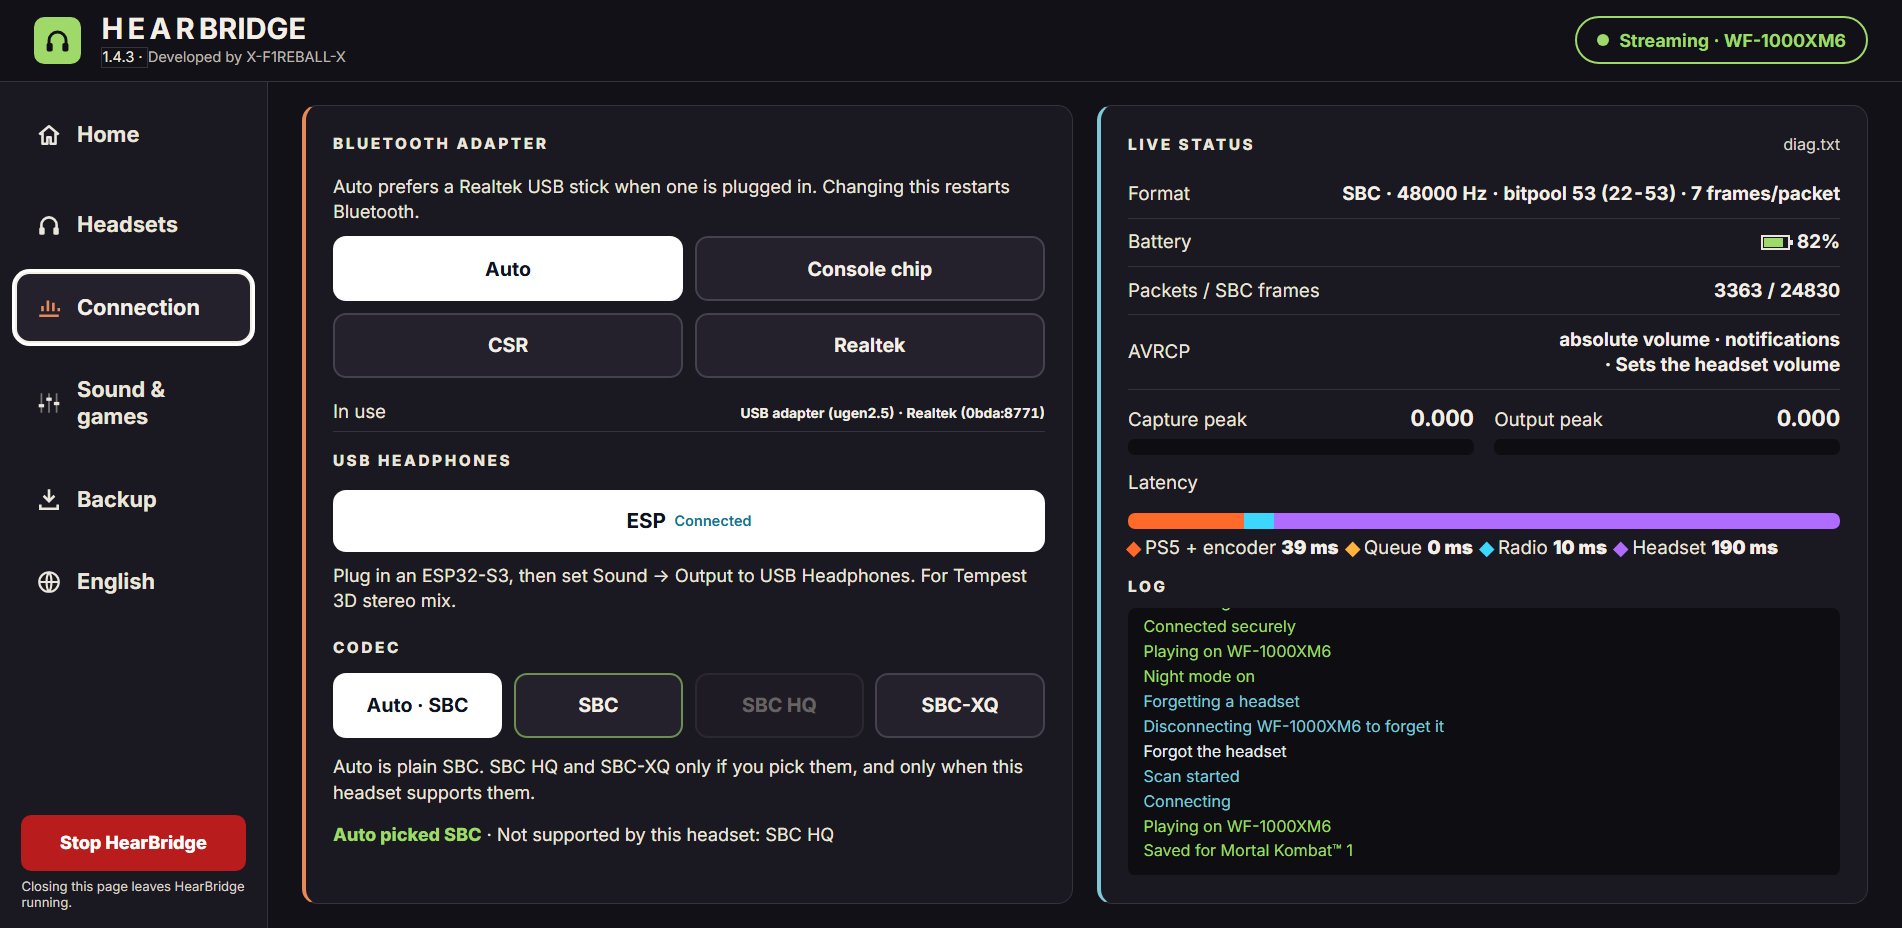 HEARBRIDGE
1.4.3 · Developed by X-F1REBALL-X
Streaming · WF-1000XM6
Home
Headsets
Connection
Sound &
games
Backup
English
Stop HearBridge
Closing this page leaves HearBridge
running.
BLUETOOTH ADAPTER
Auto prefers a Realtek USB stick when one is plugged in. Changing this restarts
Bluetooth.
Auto
Console chip
CSR
Realtek
In use
USB adapter (ugen2.5) · Realtek (0bda:8771)
USB HEADPHONES
ESP Connected
Plug in an ESP32-S3, then set Sound → Output to USB Headphones. For Tempest
3D stereo mix.
CODEC
Auto · SBC
SBC
SBC HQ
SBC-XQ
Auto is plain SBC. SBC HQ and SBC-XQ only if you pick them, and only when this
headset supports them.
Auto picked SBC · Not supported by this headset: SBC HQ
LIVE STATUS
diag.txt
Format
SBC · 48000 Hz · bitpool 53 (22-53) · 7 frames/packet
Battery
82%
Packets / SBC frames
3363 / 24830
AVRCP
absolute volume · notifications
· Sets the headset volume
Capture peak 0.000
Output peak 0.000
Latency
PS5 + encoder 39 ms Queue 0 ms Radio 10 ms Headset 190 ms
LOG
Connected securely
Playing on WF-1000XM6
Night mode on
Forgetting a headset
Disconnecting WF-1000XM6 to forget it
Forgot the headset
Scan started
Connecting
Playing on WF-1000XM6
Saved for Mortal Kombat™ 1